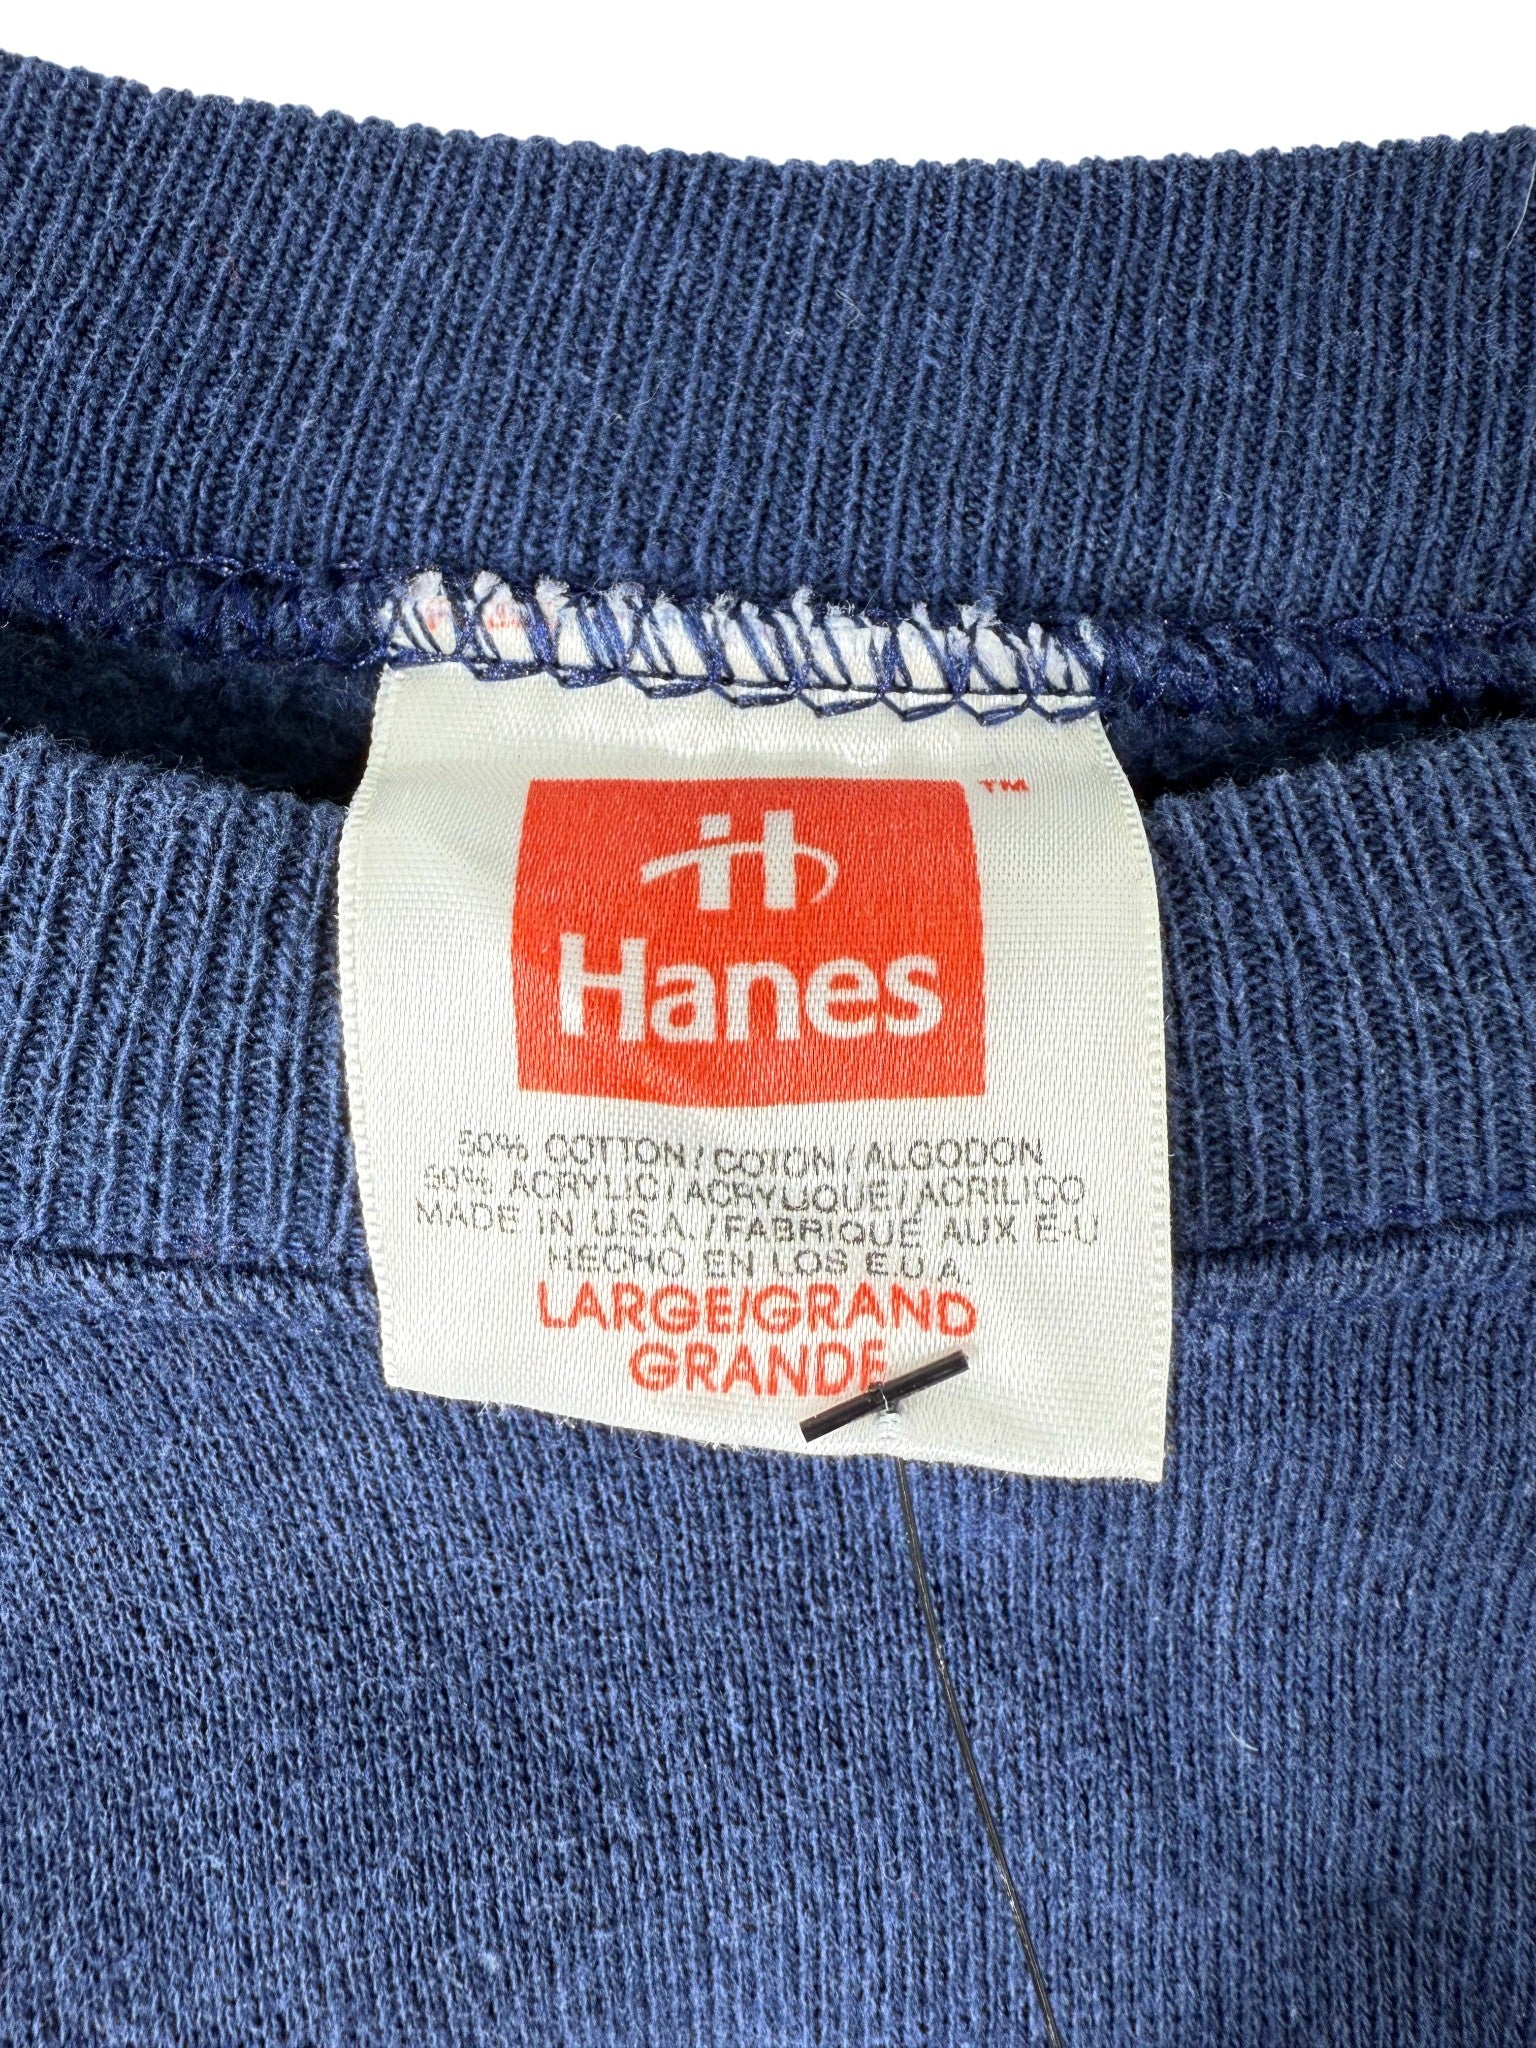 TM
Hanes
50% COTTON/COTON/ALGODON
50% ACRYLIC/ACRYLIQUE/ACRILICO
MADE IN U.S.A./FABRIQUÉ AUX É-U
HECHO EN LOS E.U.A.
LARGE/GRAND
GRANDE